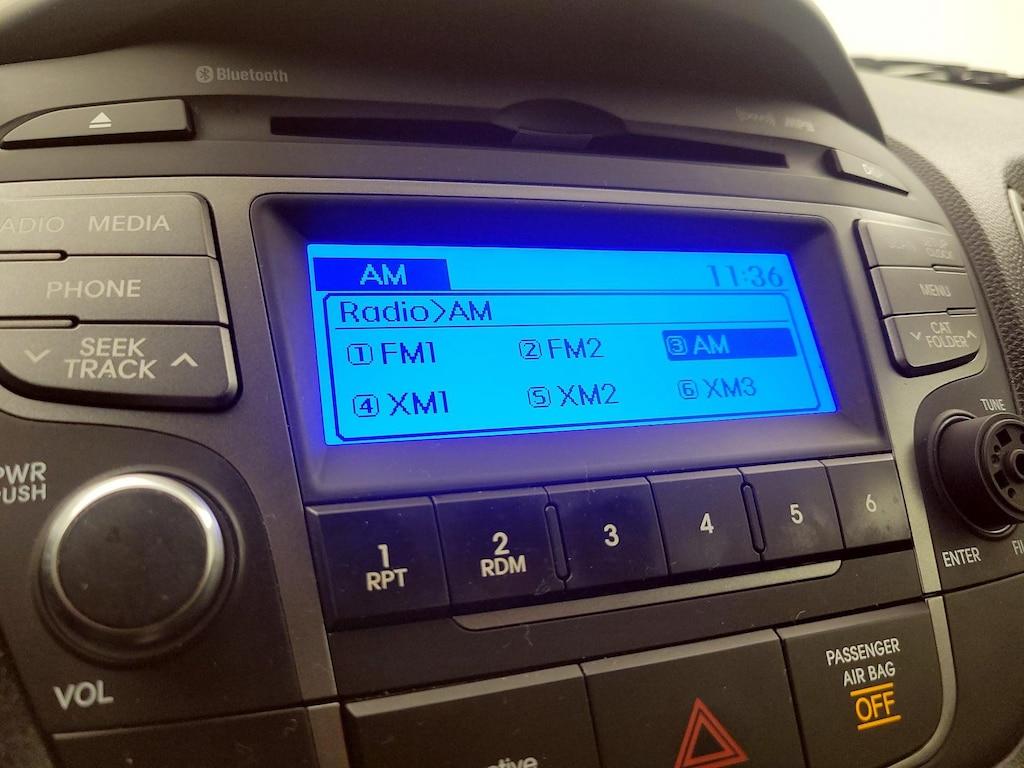 Bluetooth
MEDIA
PHONE
SEEK
TRACK
PWR
PUSH
VOL
AM 11:36
Radio>AM
1 FM1 2 FM2 3 AM
4 XM1 5 XM2 6 XM3
MENU
CAT
FOLDER
TUNE
ENTER
1
RPT
2
RDM
3
4
5
6
PASSENGER
AIR BAG
OFF